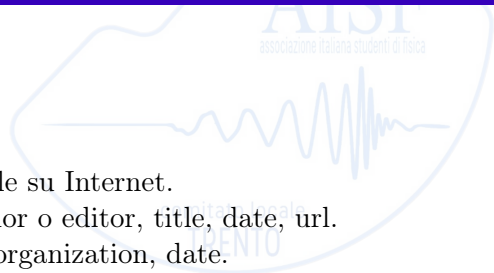 AISF
associazione italiana studenti di fisica
le su Internet.
or o editor, title, date, url.
comitato locale
organization, date.
TRENTO